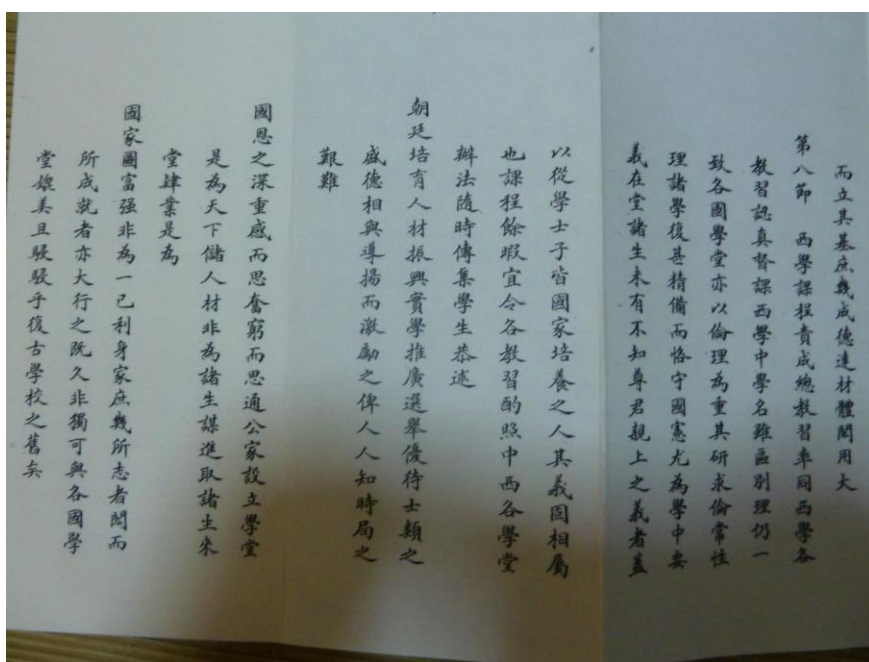 而立其基庶幾成德達材體閎用大
第八節 西學課程責成總教習率同西學各
教習認真督課西學中學名雖區別理仍一
致各國學堂亦以倫理為重其研求倫常性
理諸學復甚精備而恪守國憲尤為學中要
義在堂諸生未有不知尊君親上之義者蓋
以從學士子皆國家培養之人其義固相屬
也課程餘暇宜令各教習酌照中西各學堂
辦法隨時傳集學生恭述
朝廷培育人材振興實學推廣選舉優待士類之
盛德相與導揚而激勵之俾人人知時局之
艱難
國恩之深重感而思奮窮而思通公家設立學堂
是為天下儲人材非為諸生謀進取諸生來
堂肄業是為
國家圖富强非為一己利身家庶幾所志者閎而
所成就者亦大行之既久非獨可與各國學
堂媲美且駸駸乎復古學校之舊矣